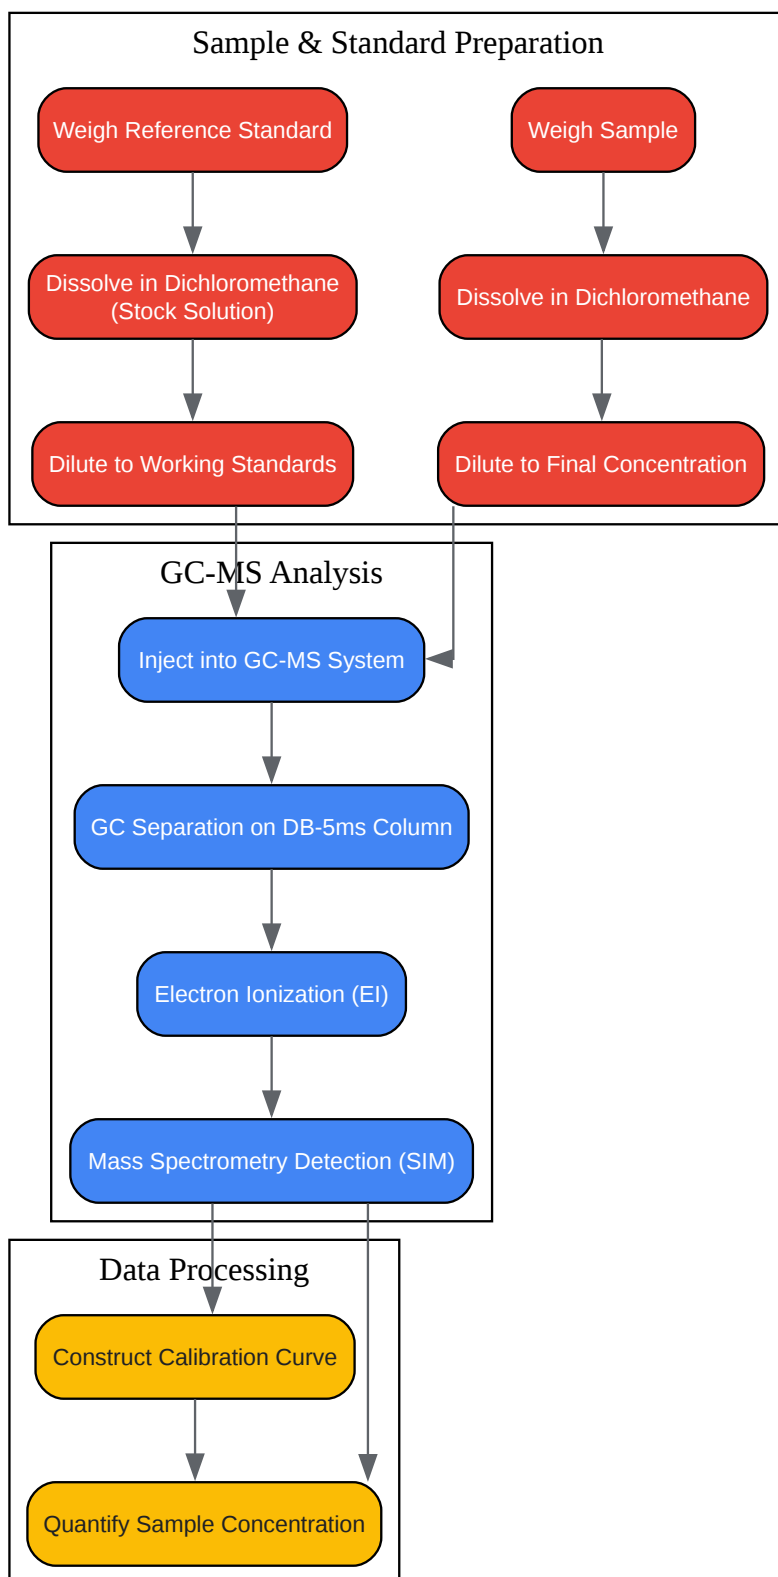 Sample & Standard Preparation
Weigh Reference Standard
Weigh Sample
Dissolve in Dichloromethane
(Stock Solution)
Dissolve in Dichloromethane
Dilute to Working Standards
Dilute to Final Concentration
GC-MS Analysis
Inject into GC-MS System
GC Separation on DB-5ms Column
Electron Ionization (EI)
Mass Spectrometry Detection (SIM)
Data Processing
Construct Calibration Curve
Quantify Sample Concentration